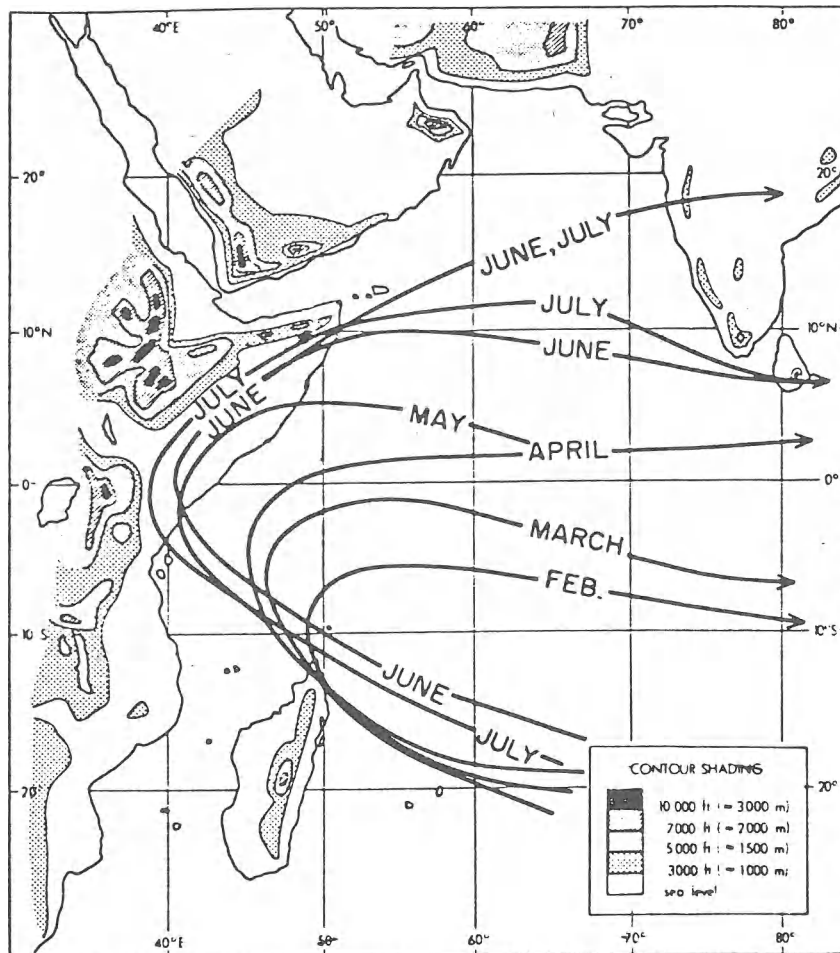 40°E 50° 60° 70° 80°
20° 20°
JUNE, JULY
10°N JULY 10°N
JUNE
JULY
JUNE
MAY
APRIL
0° 0°
MARCH
FEB.
10°S 10°S
JUNE
JULY
CONTOUR SHADING
10 000 ft (≃ 3000 m)
7000 ft (≃ 2000 m)
5000 ft (≃ 1500 m)
3000 ft (≃ 1000 m)
sea level
20° 20°
40°E 50° 60° 70° 80°